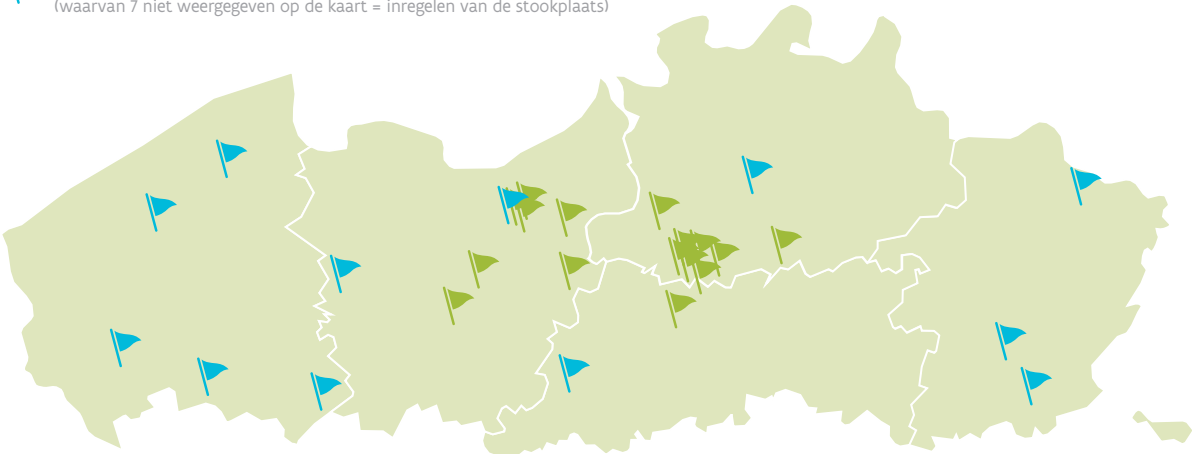 (waarvan 7 niet weergegeven op de kaart = inregelen van de stookplaats)